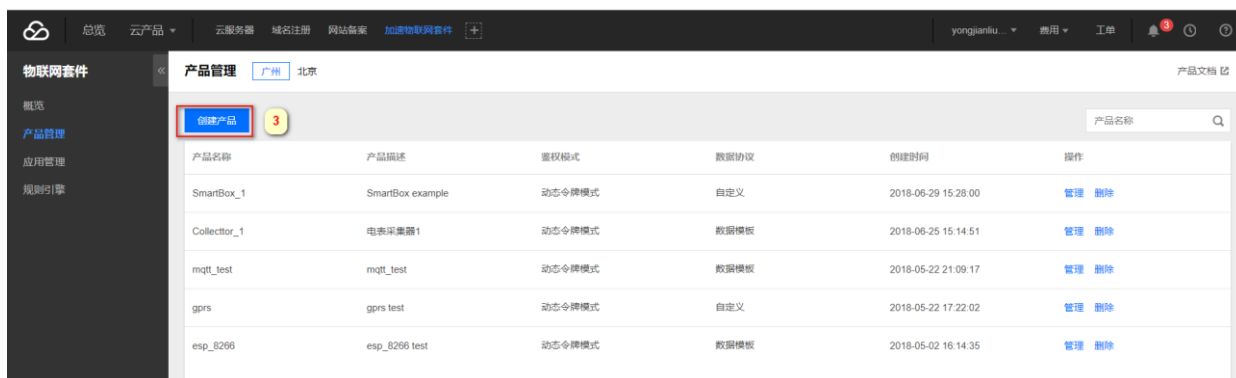 总览 云产品 云服务器 域名注册 网站备案 加速物联网套件 yongjianliu... 费用 工单 3
物联网套件 « 产品管理 广州 北京 产品文档
概览
产品管理
应用管理
规则引擎
创建产品 3 产品名称
产品名称 产品描述 鉴权模式 数据协议 创建时间 操作
SmartBox_1 SmartBox example 动态令牌模式 自定义 2018-06-29 15:28:00 管理 删除
Collecttor_1 电表采集器1 动态令牌模式 数据模板 2018-06-25 15:14:51 管理 删除
mqtt_test mqtt_test 动态令牌模式 数据模板 2018-05-22 21:09:17 管理 删除
gprs gprs test 动态令牌模式 自定义 2018-05-22 17:22:02 管理 删除
esp_8266 esp_8266 test 动态令牌模式 数据模板 2018-05-02 16:14:35 管理 删除